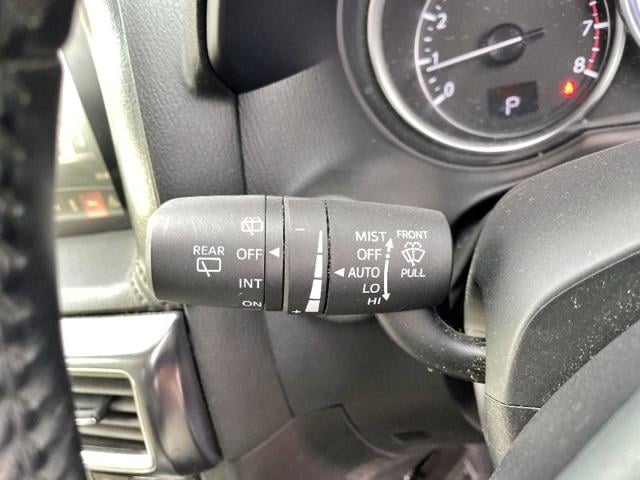 2
1
0
7
8
P
REAR
OFF
INT
ON
−
+
MIST
OFF
AUTO
LO
HI
FRONT
PULL